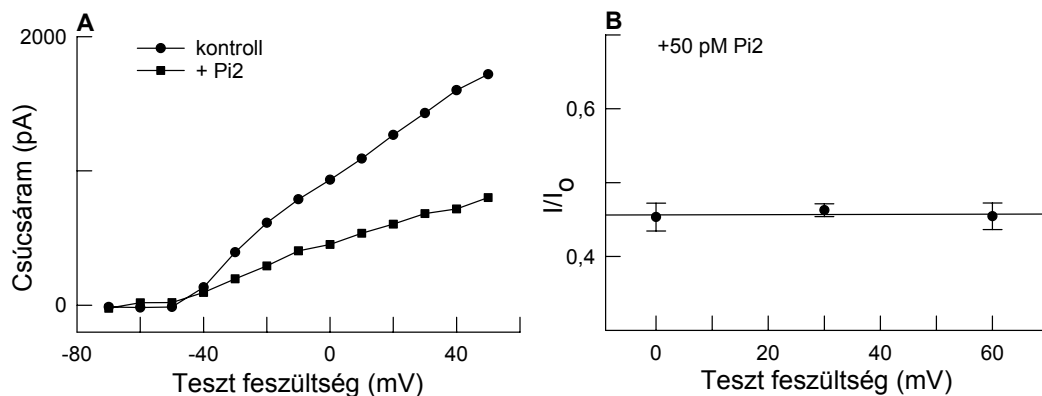 A
2000
kontroll
+ Pi2
Csúcsáram (pA)
0
-80
-40
0
40
Teszt feszültség (mV)
B
+50 pM Pi2
0,6
I/I₀
0,4
0
20
40
60
Teszt feszültség (mV)